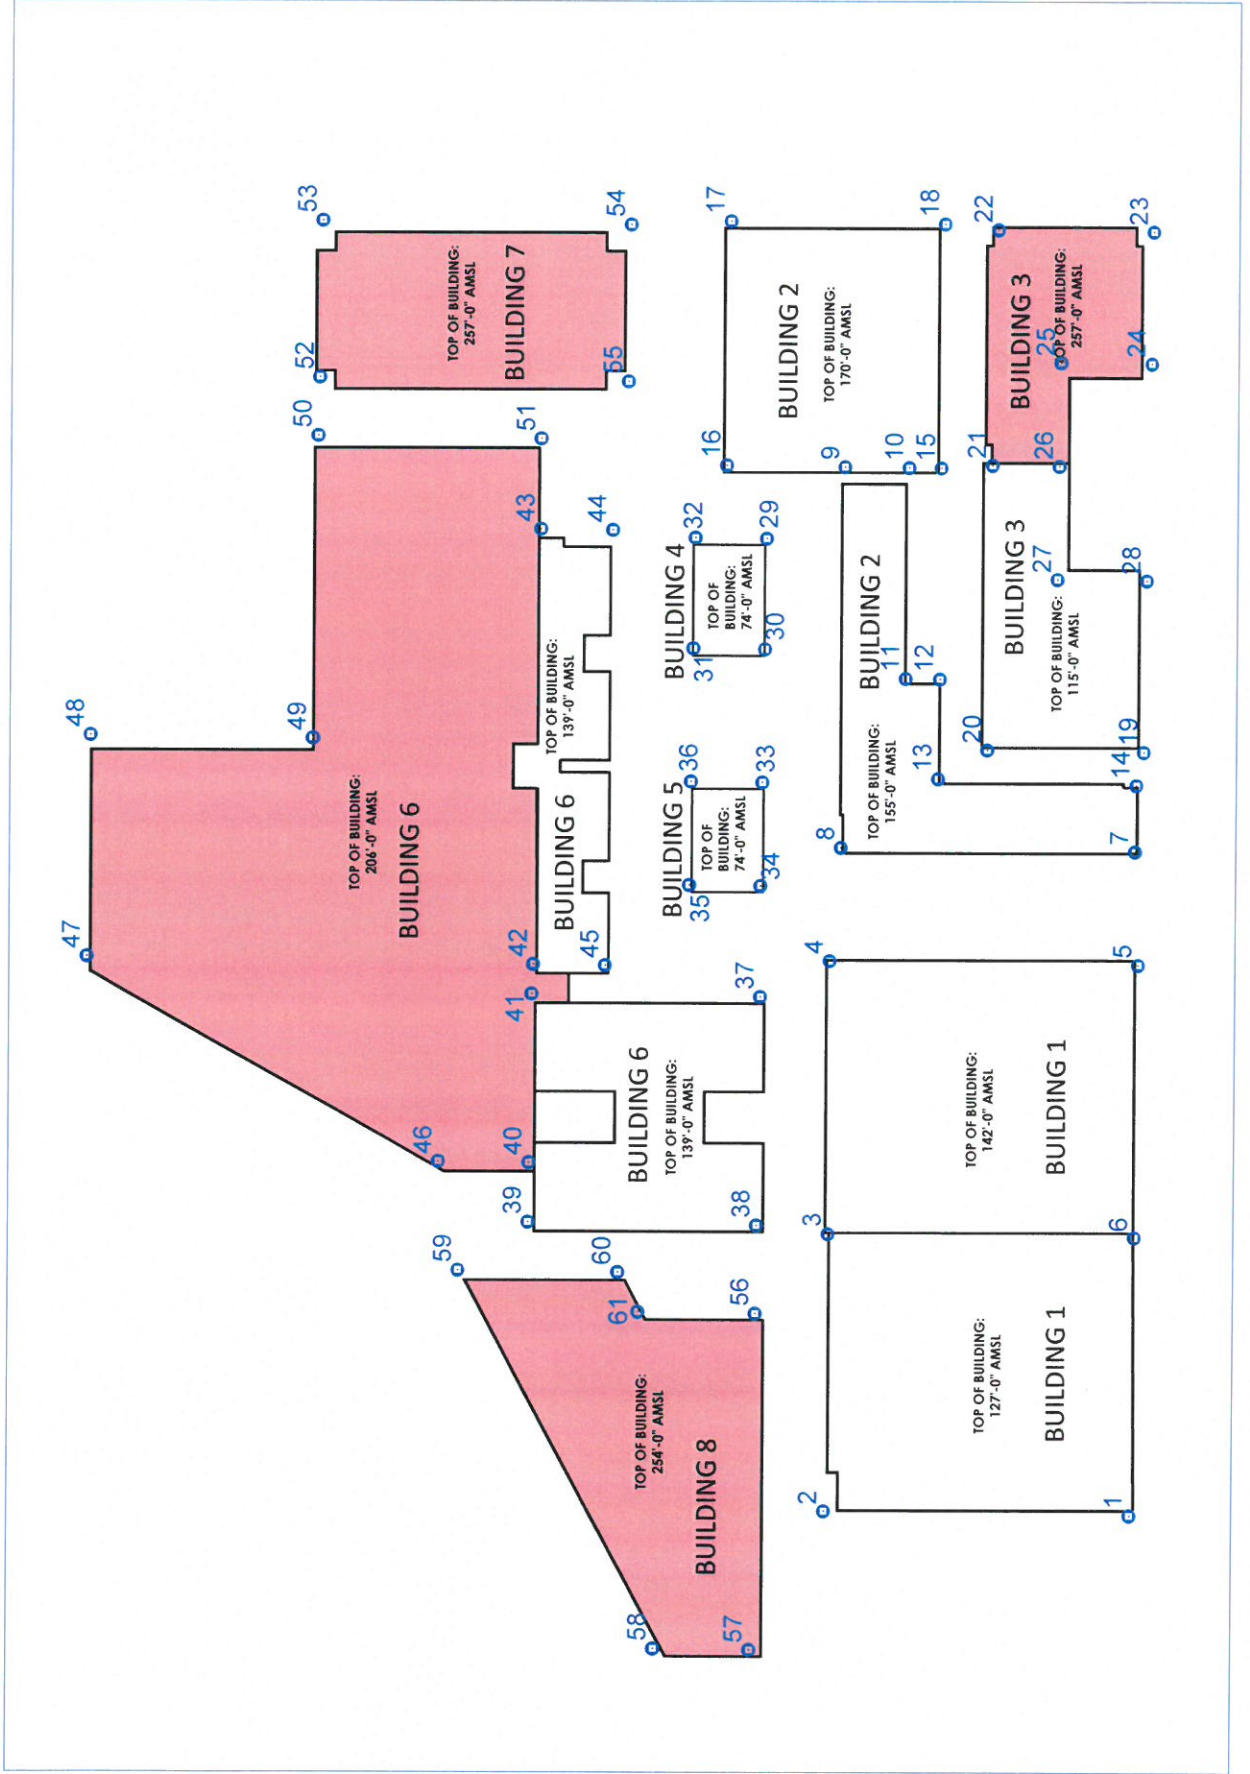 53
54
TOP OF BUILDING:
257'-0" AMSL
BUILDING 7
52
55
50
51
43
44
48
49
TOP OF BUILDING:
206'-0" AMSL
BUILDING 6
47
46
TOP OF BUILDING:
139'-0" AMSL
BUILDING 6
42
45
41
40
39
37
38
BUILDING 6
TOP OF BUILDING:
139'-0" AMSL
59
60
61
56
TOP OF BUILDING:
254'-0" AMSL
BUILDING 8
58
57
BUILDING 4
32
29
TOP OF
BUILDING:
74'-0" AMSL
31
30
BUILDING 5
36
33
TOP OF
BUILDING:
74'-0" AMSL
35
34
17
18
BUILDING 2
TOP OF BUILDING:
170'-0" AMSL
16
9
10
15
BUILDING 2
11
12
TOP OF BUILDING:
155'-0" AMSL
13
14
8
7
22
23
BUILDING 3
25
TOP OF BUILDING:
257'-0" AMSL
24
21
26
BUILDING 3
27
28
TOP OF BUILDING:
115'-0" AMSL
20
19
4
5
TOP OF BUILDING:
142'-0" AMSL
BUILDING 1
3
6
TOP OF BUILDING:
127'-0" AMSL
BUILDING 1
2
1